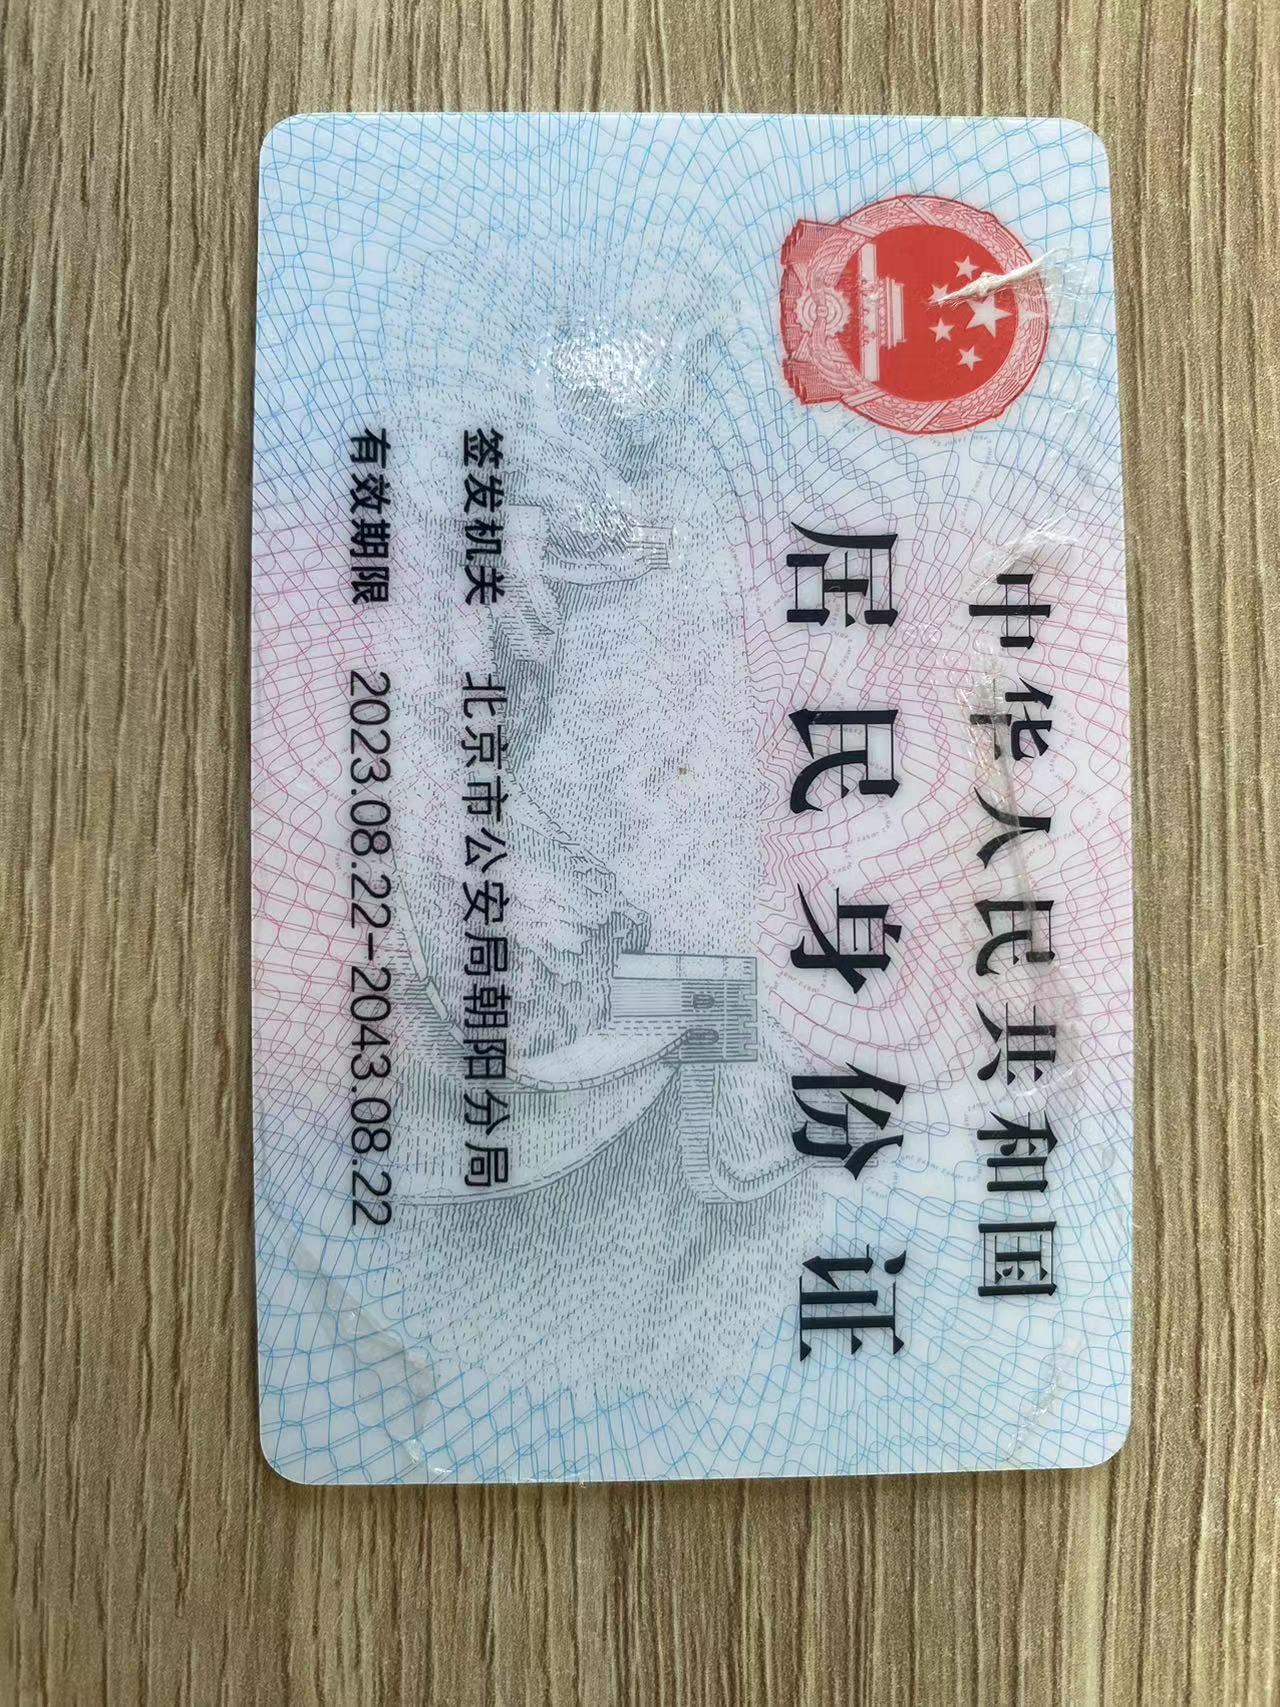 中华人民共和国
居民身份证
签发机关 北京市公安局朝阳分局
有效期限 2023.08.22-2043.08.22